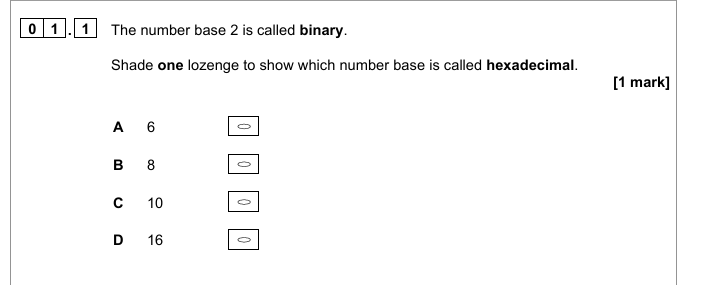 0 1 . 1 The number base 2 is called binary.
Shade one lozenge to show which number base is called hexadecimal.
[1 mark]
A 6
B 8
C 10
D 16